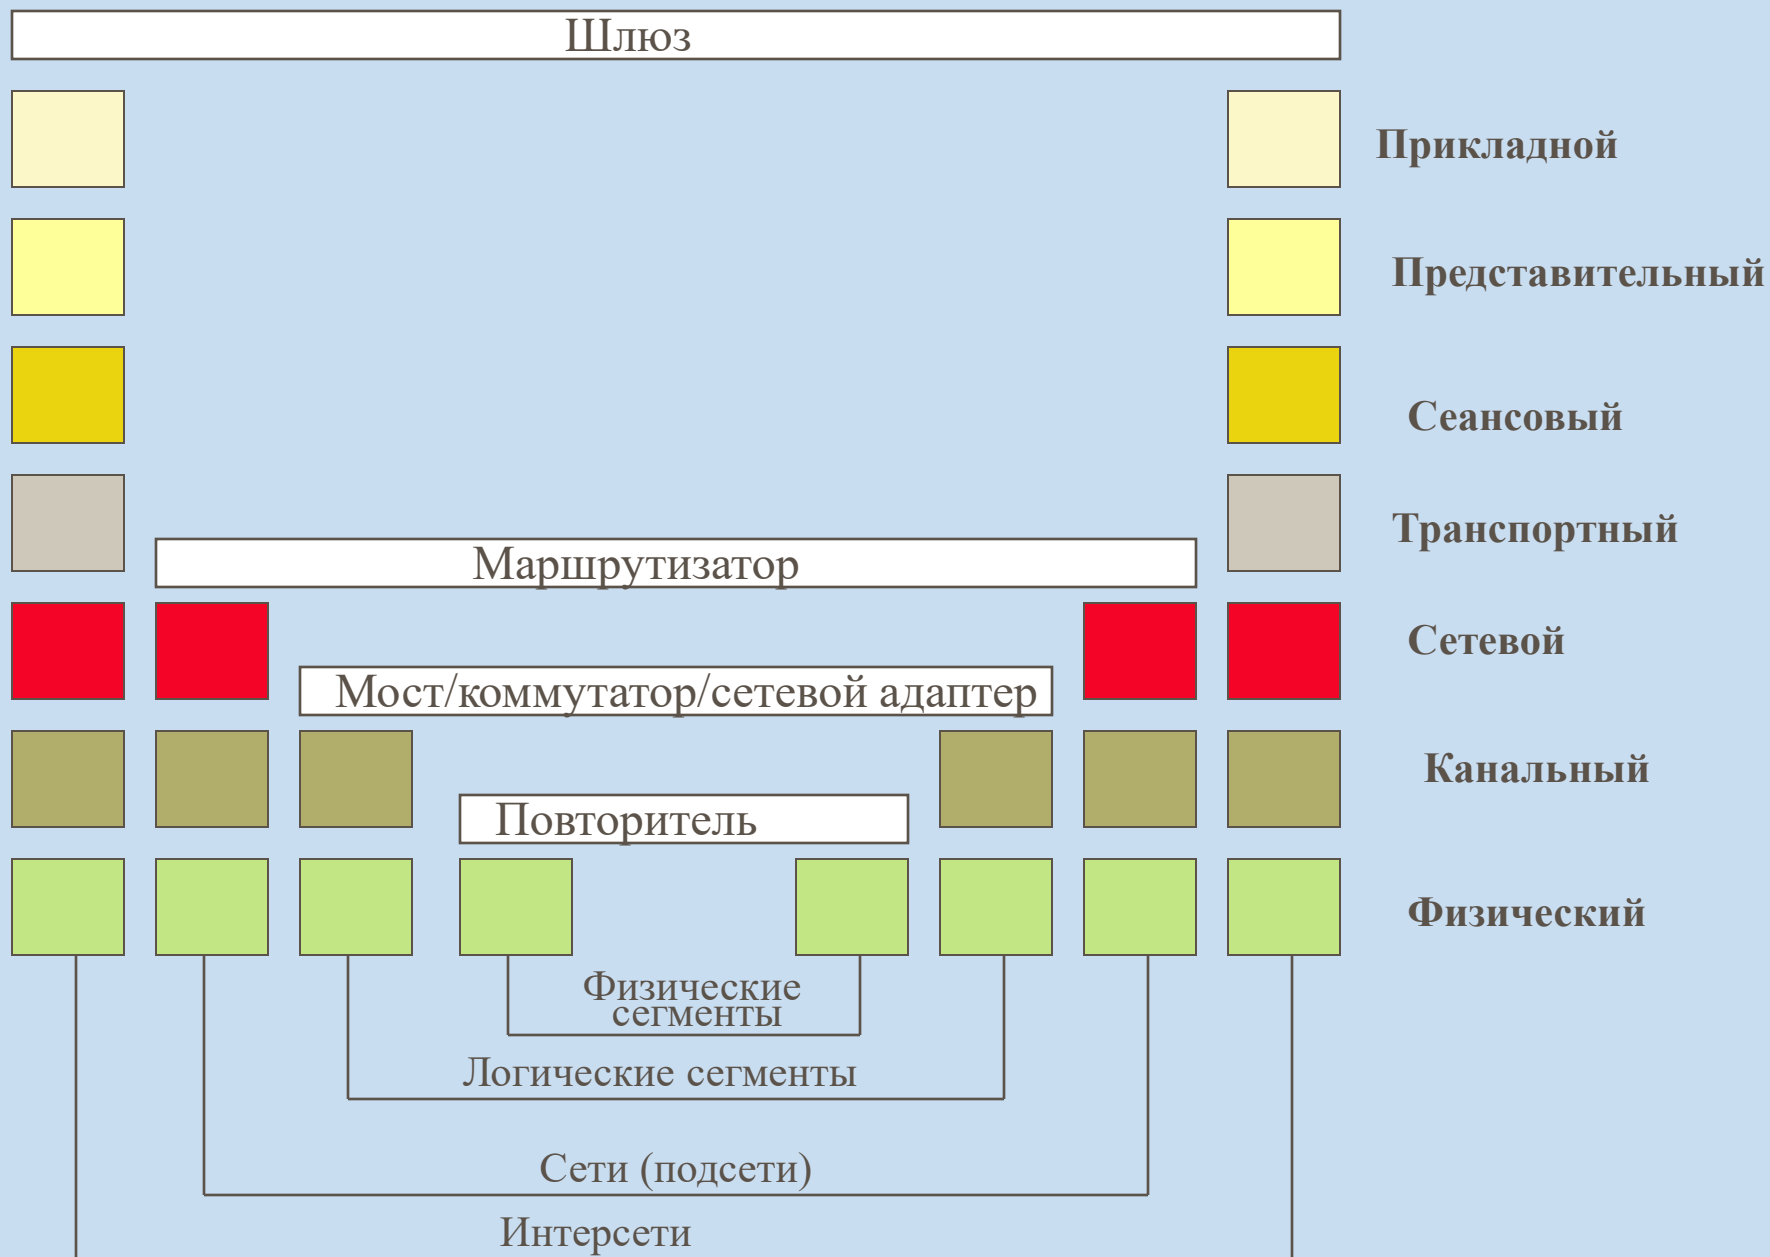 Шлюз
Прикладной
Представительный
Сеансовый
Транспортный
Маршрутизатор
Сетевой
Мост/коммутатор/сетевой адаптер
Канальный
Повторитель
Физический
Физические
сегменты
Логические сегменты
Сети (подсети)
Интерсети